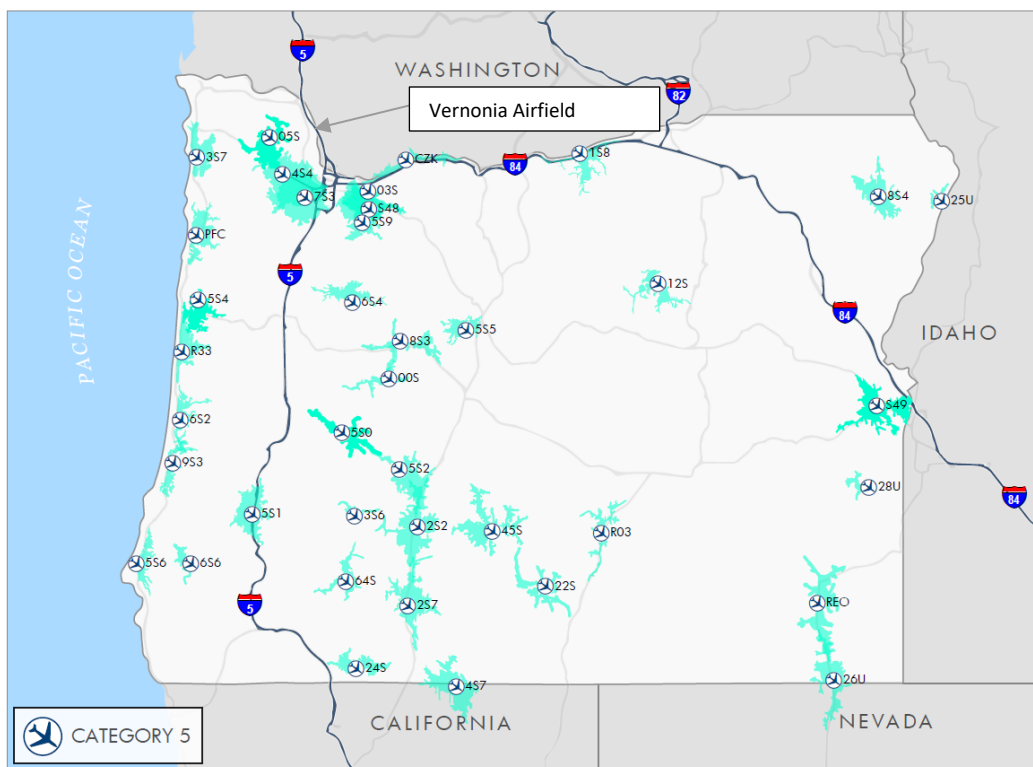 5
WASHINGTON
82
Vernonia Airfield
05S
3S7
CZK
1S8
84
4S4
7S3
03S
S48
5S9
8S4
25U
PFC
PACIFIC OCEAN
5
12S
5S4
6S4
84
5S5
IDAHO
R33
8S3
00S
S49
6S2
5S0
9S3
5S2
28U
84
5S1
3S6
2S2
45S
R03
5S6
6S6
64S
22S
5
2S7
REO
24S
4S7
26U
CALIFORNIA
NEVADA
CATEGORY 5